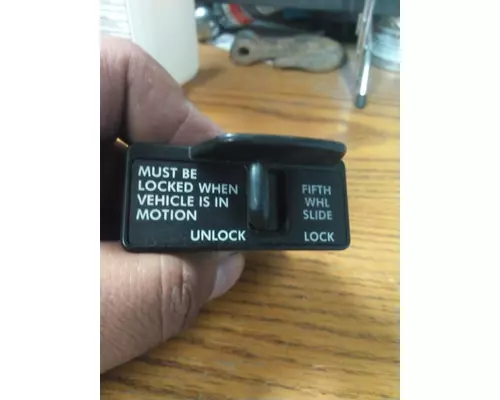 MUST BE
LOCKED WHEN
VEHICLE IS IN
MOTION
UNLOCK
FIFTH
WHL
SLIDE
LOCK